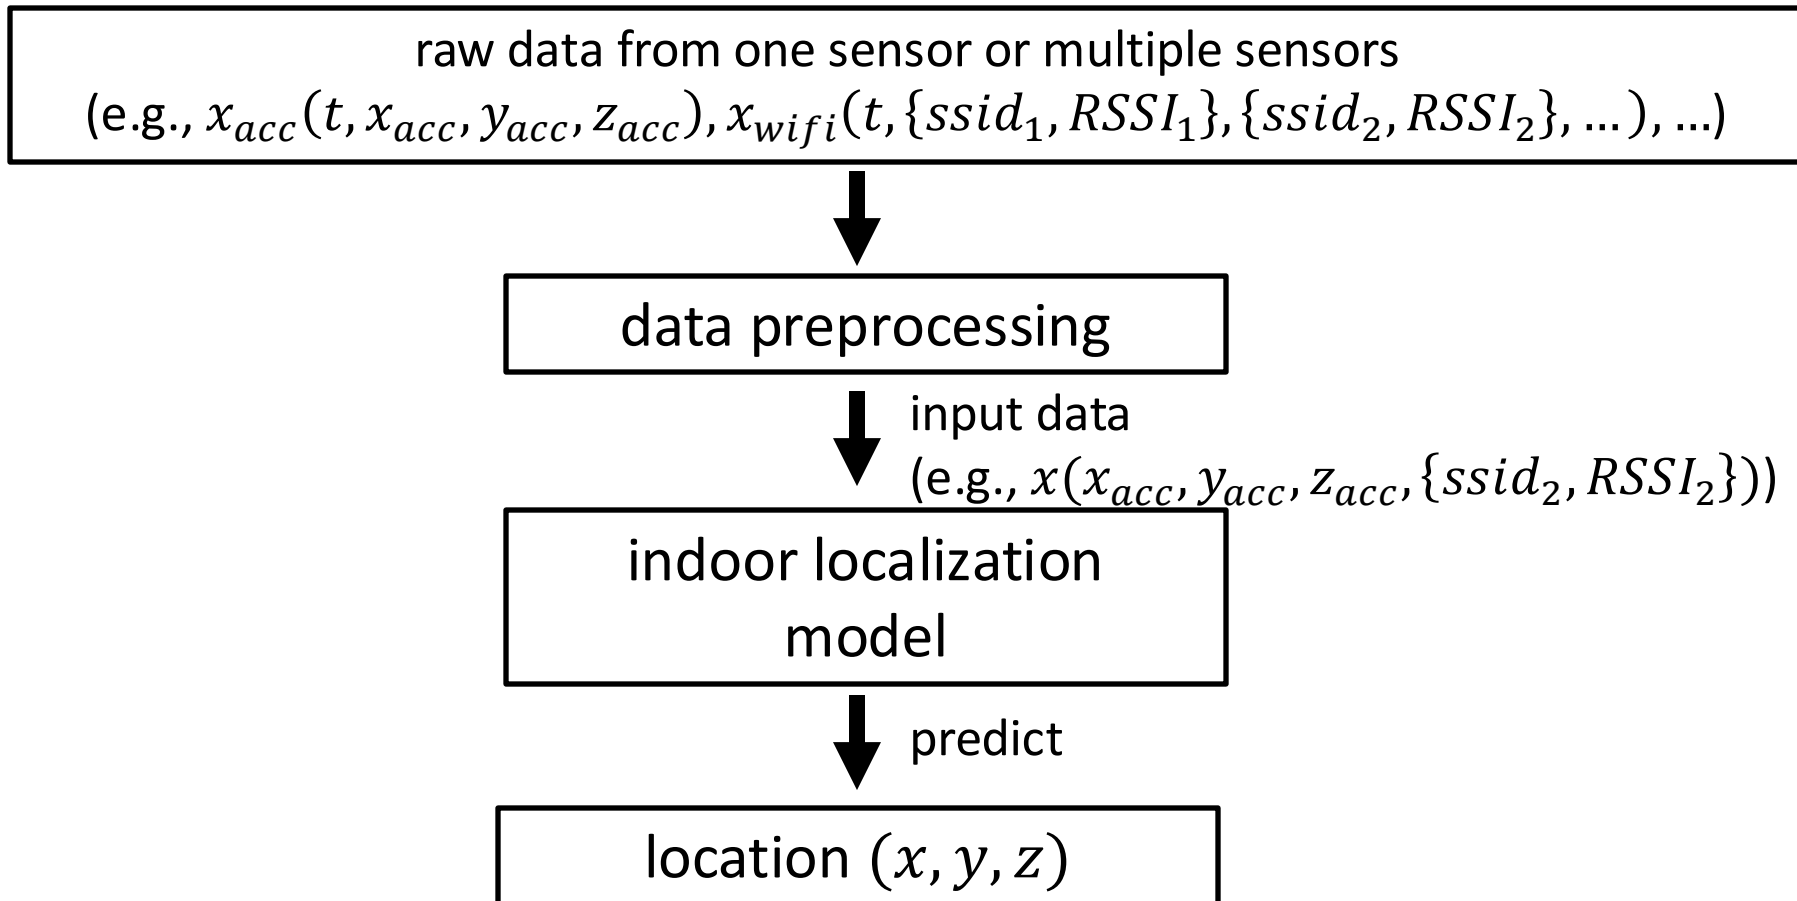 raw data from one sensor or multiple sensors
(e.g., x_acc(t, x_acc, y_acc, z_acc), x_wifi(t, {ssid_1, RSSI_1}, {ssid_2, RSSI_2}, … ), …)
data preprocessing
input data
(e.g., x(x_acc, y_acc, z_acc, {ssid_2, RSSI_2}))
indoor localization
model
predict
location (x, y, z)